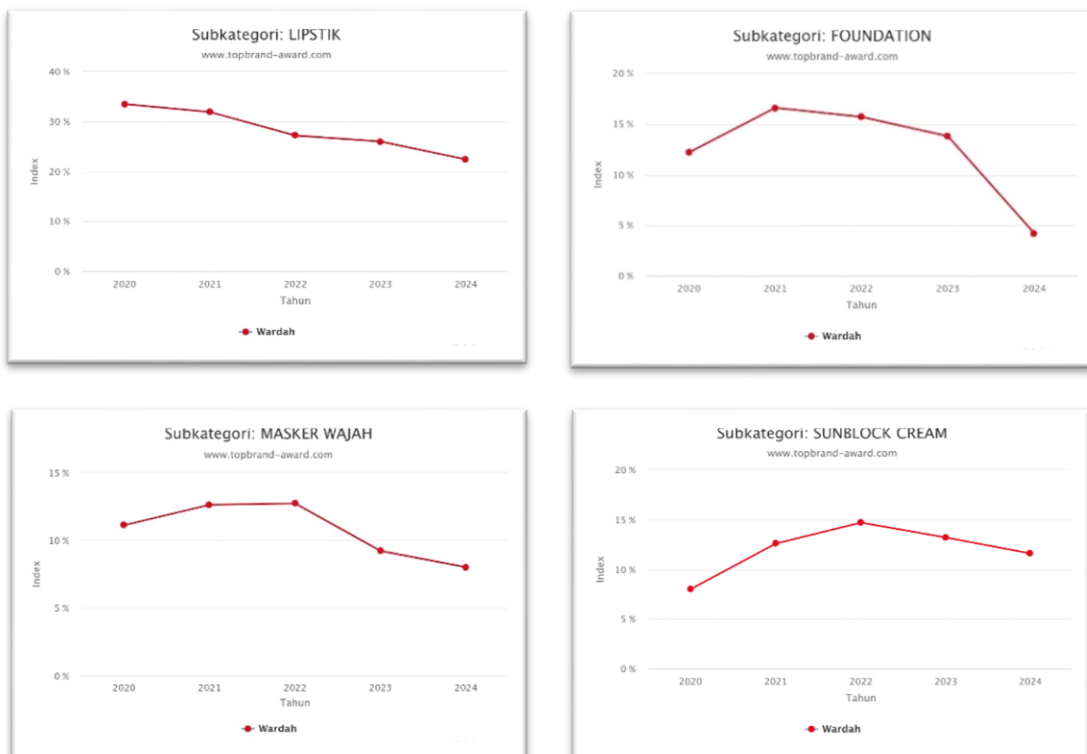 Subkategori: LIPSTIK
www.topbrand-award.com
40 %
30 %
20 %
10 %
0 %
Index
2020 2021 2022 2023 2024
Tahun
Wardah
Subkategori: FOUNDATION
www.topbrand-award.com
20 %
15 %
10 %
5 %
0 %
Index
2020 2021 2022 2023 2024
Tahun
Wardah
Subkategori: MASKER WAJAH
www.topbrand-award.com
15 %
10 %
5 %
0 %
Index
2020 2021 2022 2023 2024
Tahun
Wardah
Subkategori: SUNBLOCK CREAM
www.topbrand-award.com
20 %
15 %
10 %
5 %
0 %
Index
2020 2021 2022 2023 2024
Tahun
Wardah